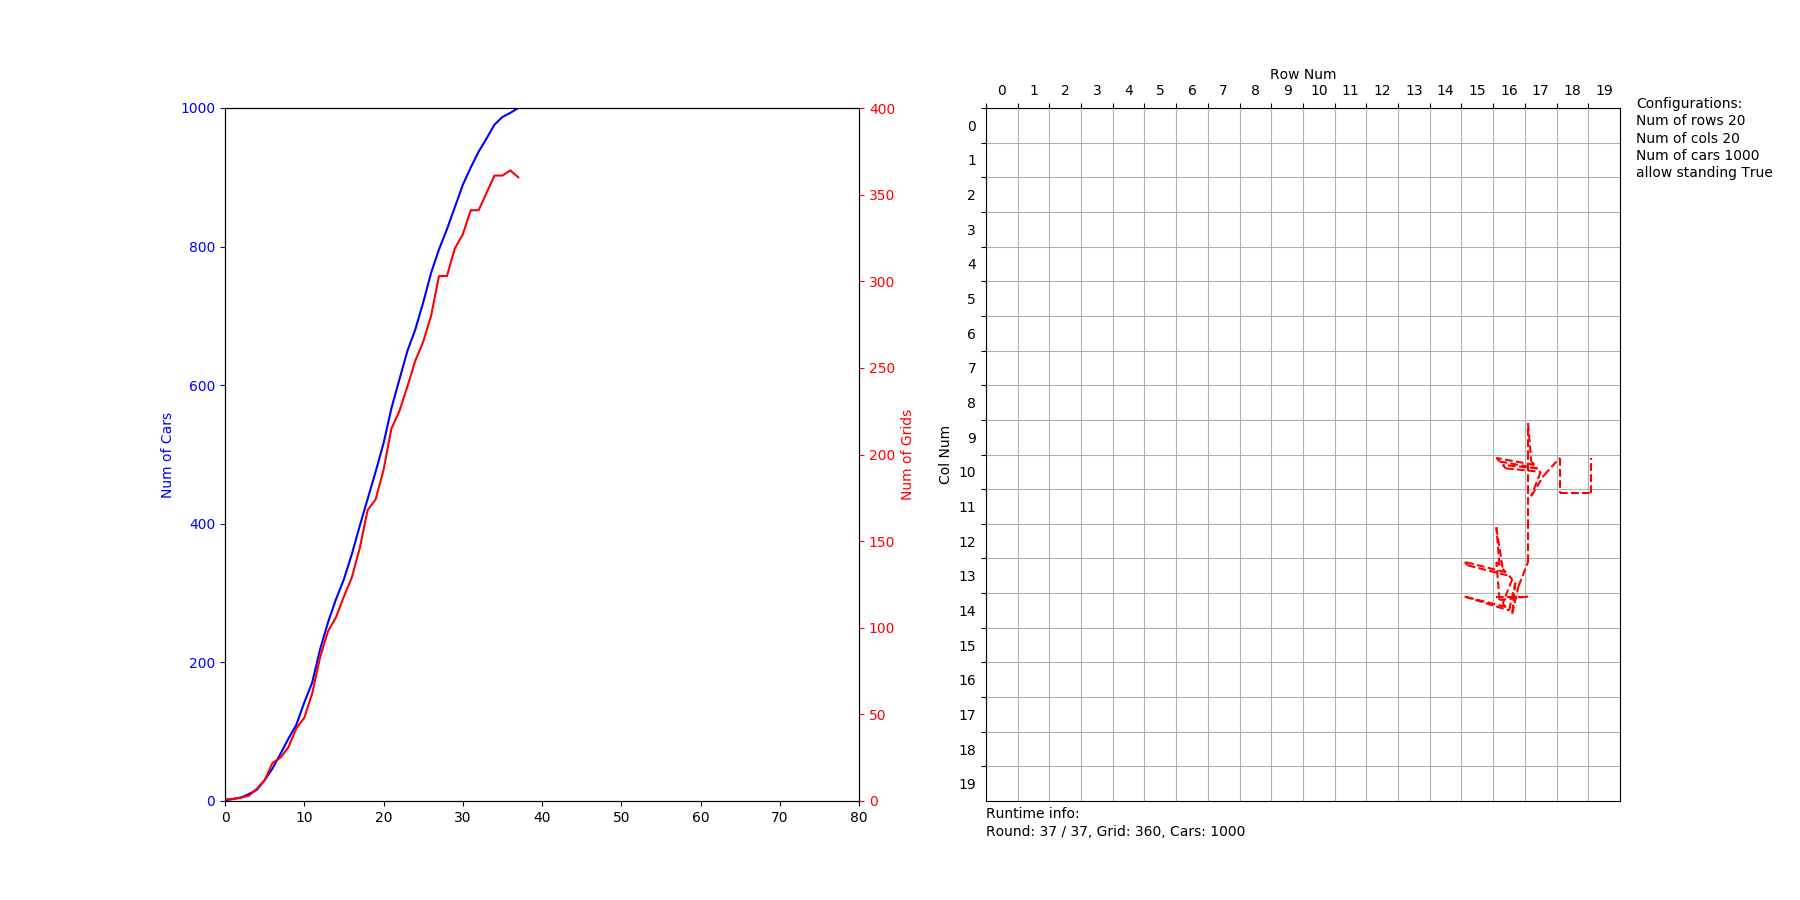 1000
800
600
400
200
0
Num of Cars
0 10 20 30 40 50 60 70 80
400
350
300
250
200
150
100
50
0
Num of Grids
Row Num
0 1 2 3 4 5 6 7 8 9 10 11 12 13 14 15 16 17 18 19
Col Num
0
1
2
3
4
5
6
7
8
9
10
11
12
13
14
15
16
17
18
19
Configurations:
Num of rows 20
Num of cols 20
Num of cars 1000
allow standing True
Runtime info:
Round: 37 / 37, Grid: 360, Cars: 1000